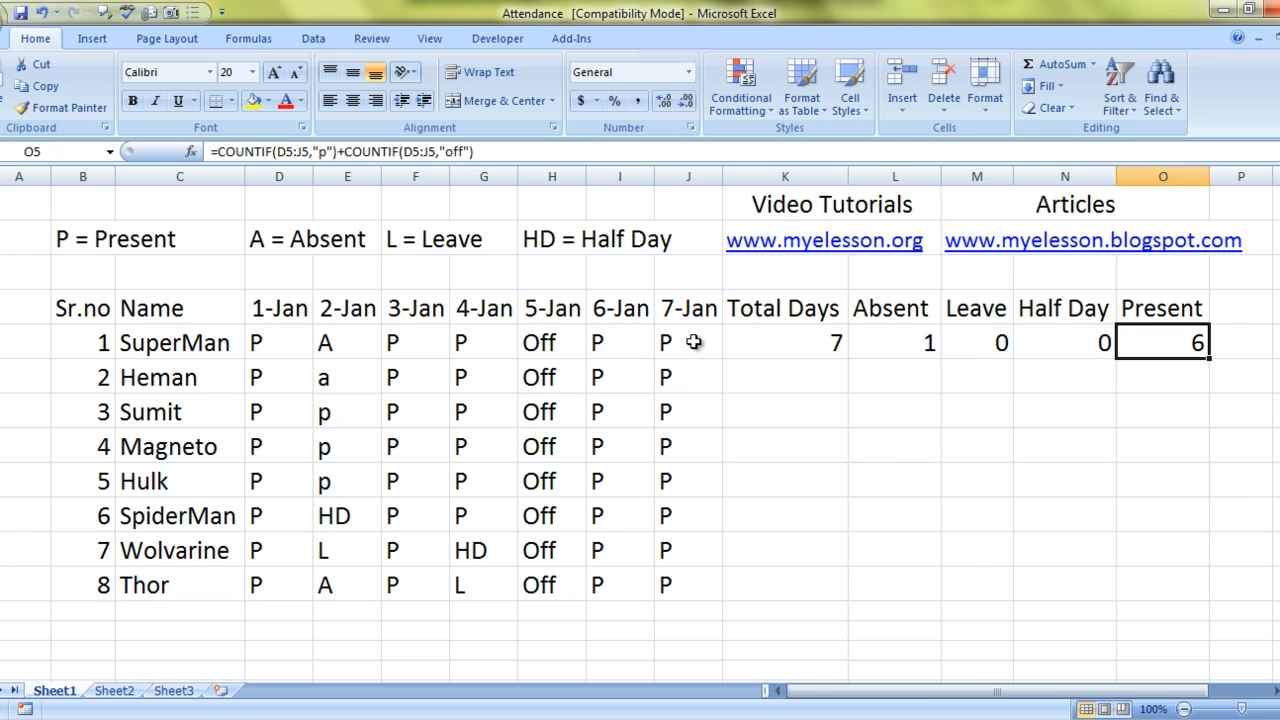 Attendance [Compatibility Mode] - Microsoft Excel
Home Insert Page Layout Formulas Data Review View Developer Add-Ins
Cut
Copy
Format Painter
Clipboard
Calibri 20
B I U A
Font
Wrap Text
Merge & Center
Alignment
General
$ % ,
Number
Conditional Formatting
Format as Table
Cell Styles
Styles
Insert Delete Format
Cells
Σ AutoSum
Fill
Clear
Sort & Filter
Find & Select
Editing
O5 fx =COUNTIF(D5:J5,"p")+COUNTIF(D5:J5,"off")
A B C D E F G H I J K L M N O P
Video Tutorials Articles
P = Present A = Absent L = Leave HD = Half Day www.myelesson.org www.myelesson.blogspot.com
Sr.no Name 1-Jan 2-Jan 3-Jan 4-Jan 5-Jan 6-Jan 7-Jan Total Days Absent Leave Half Day Present
1 SuperMan P A P P Off P P 7 1 0 0 6
2 Heman P a P P Off P P
3 Sumit P p P P Off P P
4 Magneto P p P P Off P P
5 Hulk P p P P Off P P
6 SpiderMan P HD P P Off P P
7 Wolvarine P L P HD Off P P
8 Thor P A P L Off P P
Sheet1 Sheet2 Sheet3
100%